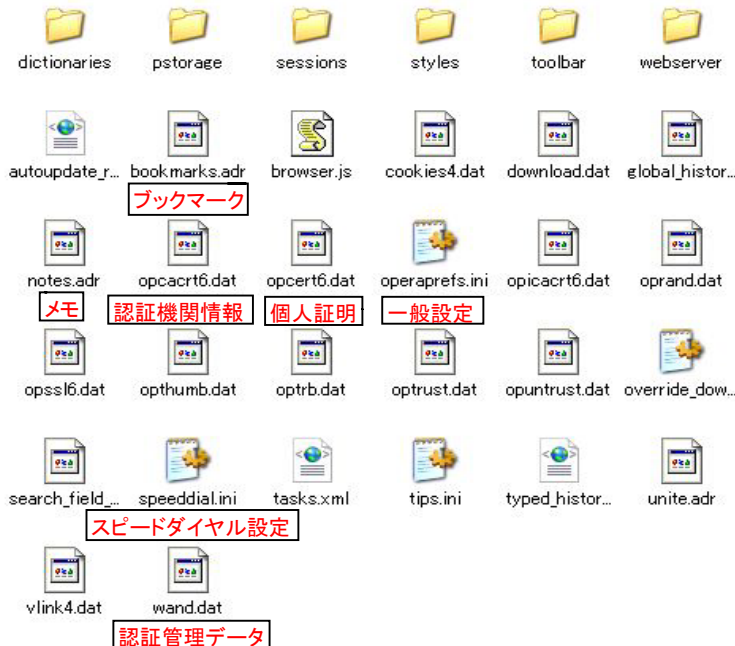 dictionaries pstorage sessions styles toolbar webserver
autoupdate_r... bookmarks.adr browser.js cookies4.dat download.dat global_histor...
ブックマーク
notes.adr opcacrt6.dat opcert6.dat operaprefs.ini opicacrt6.dat oprand.dat
メモ 認証機関情報 個人証明 一般設定
opssl6.dat opthumb.dat optrb.dat optrust.dat opuntrust.dat override_dow...
search_field_... speeddial.ini tasks.xml tips.ini typed_histor... unite.adr
スピードダイヤル設定
vlink4.dat wand.dat
認証管理データ